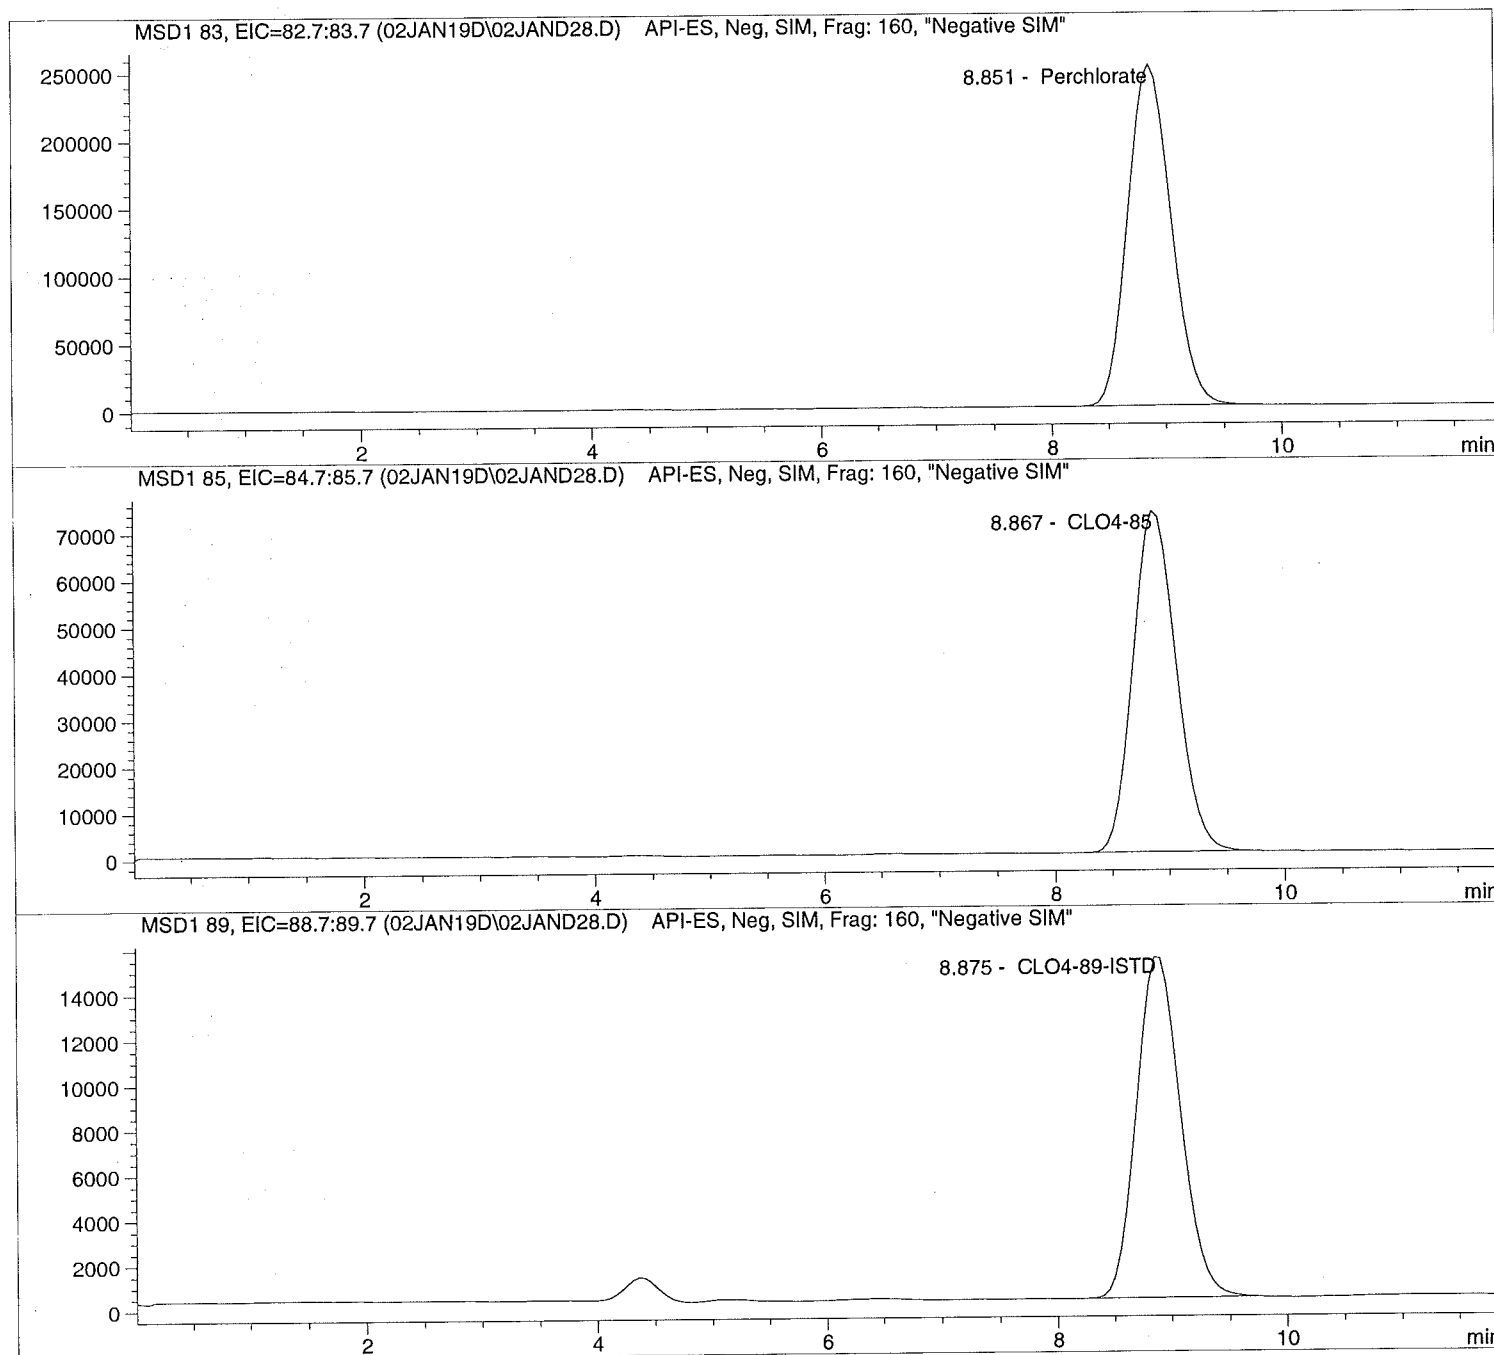 MSD1 83, EIC=82.7:83.7 (02JAN19D\02JAND28.D) API-ES, Neg, SIM, Frag: 160, "Negative SIM"
8.851 - Perchlorate
250000
200000
150000
100000
50000
0
2 4 6 8 10 min
MSD1 85, EIC=84.7:85.7 (02JAN19D\02JAND28.D) API-ES, Neg, SIM, Frag: 160, "Negative SIM"
8.867 - CLO4-85
70000
60000
50000
40000
30000
20000
10000
0
2 4 6 8 10 min
MSD1 89, EIC=88.7:89.7 (02JAN19D\02JAND28.D) API-ES, Neg, SIM, Frag: 160, "Negative SIM"
8.875 - CLO4-89-ISTD
14000
12000
10000
8000
6000
4000
2000
0
2 4 6 8 10 min